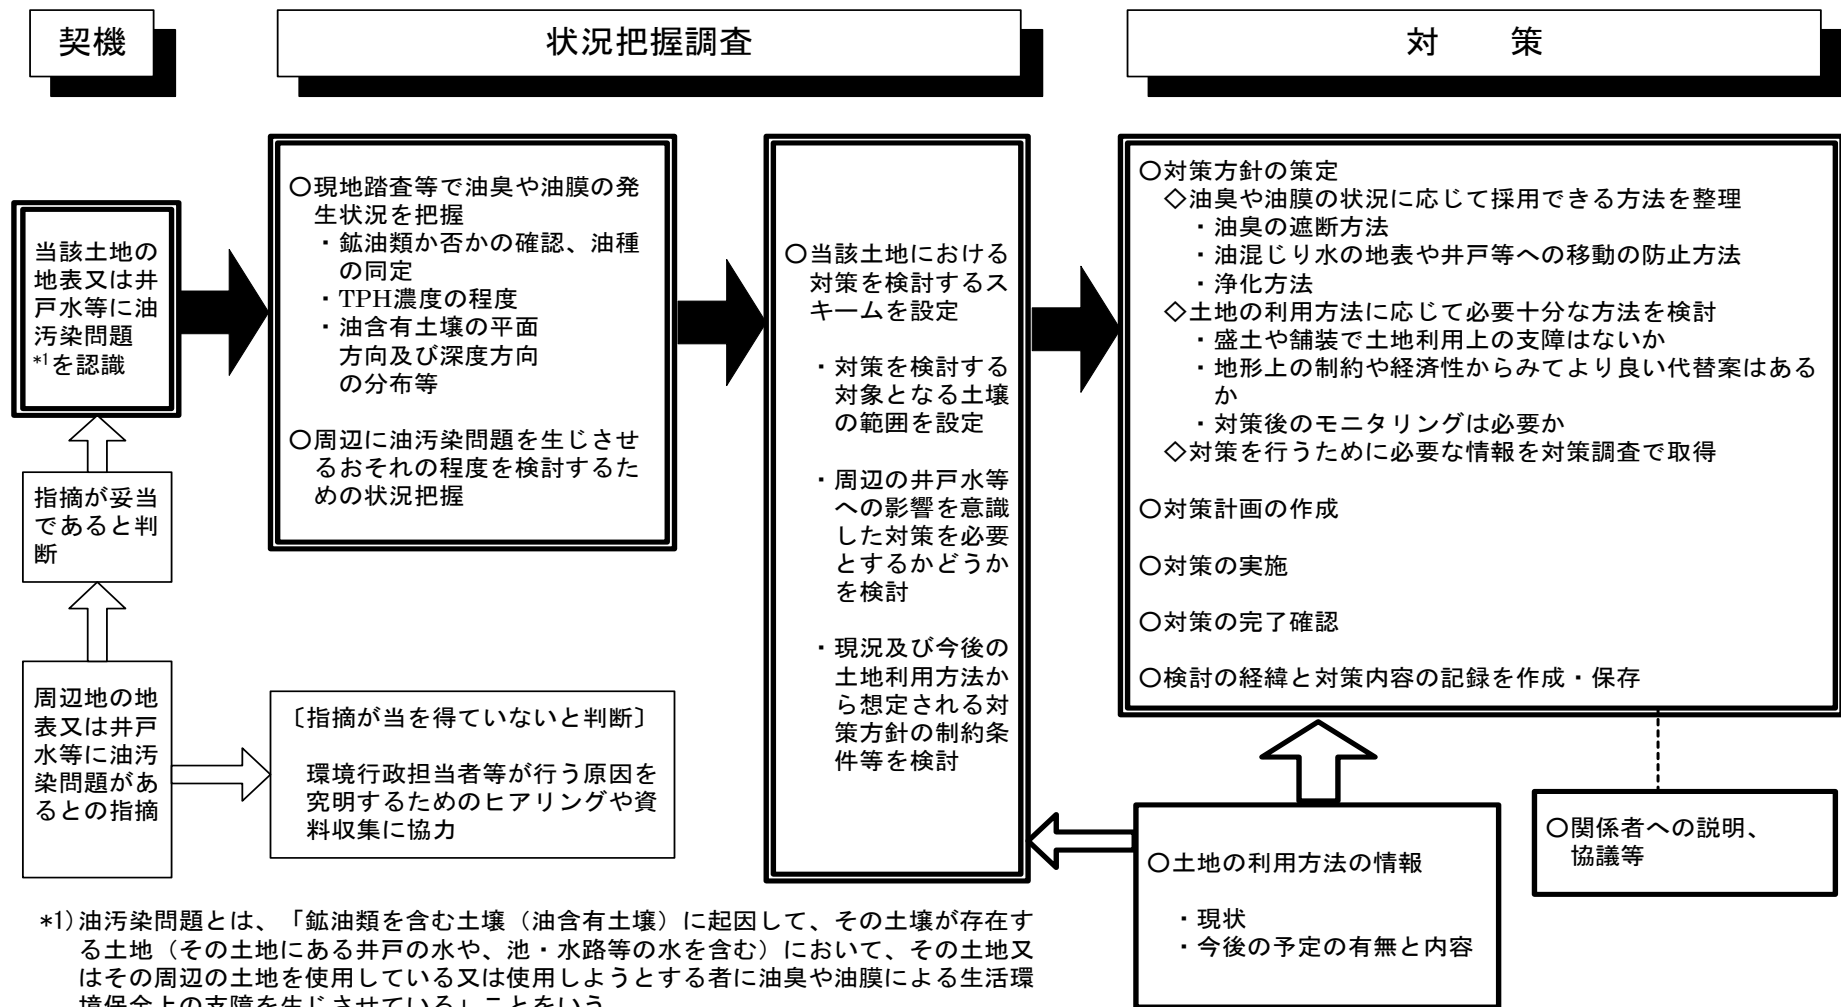 契機
状況把握調査
対　　策
当該土地の
地表又は井
戸水等に油
汚染問題
*1を認識
指摘が妥当
であると判
断
周辺地の地
表又は井戸
水等に油汚
染問題があ
るとの指摘
〇現地踏査等で油臭や油膜の発
生状況を把握
・鉱油類か否かの確認、油種
の同定
・TPH濃度の程度
・油含有土壌の平面
方向及び深度方向
の分布等
〇周辺に油汚染問題を生じさせ
るおそれの程度を検討するた
めの状況把握
〔指摘が当を得ていないと判断〕
環境行政担当者等が行う原因を
究明するためのヒアリングや資
料収集に協力
〇当該土地における
対策を検討するス
キームを設定
・対策を検討する
対象となる土壌
の範囲を設定
・周辺の井戸水等
への影響を意識
した対策を必要
とするかどうか
を検討
・現況及び今後の
土地利用方法か
ら想定される対
策方針の制約条
件等を検討
〇対策方針の策定
◇油臭や油膜の状況に応じて採用できる方法を整理
・油臭の遮断方法
・油混じり水の地表や井戸等への移動の防止方法
・浄化方法
◇土地の利用方法に応じて必要十分な方法を検討
・盛土や舗装で土地利用上の支障はないか
・地形上の制約や経済性からみてより良い代替案はある
か
・対策後のモニタリングは必要か
◇対策を行うために必要な情報を対策調査で取得
〇対策計画の作成
〇対策の実施
〇対策の完了確認
〇検討の経緯と対策内容の記録を作成・保存
〇土地の利用方法の情報
・現状
・今後の予定の有無と内容
〇関係者への説明、
協議等
*1)油汚染問題とは、「鉱油類を含む土壌（油含有土壌）に起因して、その土壌が存在す
る土地（その土地にある井戸の水や、池・水路等の水を含む）において、その土地又
はその周辺の土地を使用している又は使用しようとする者に油臭や油膜による生活環
境保全上の支障を生じさせている」ことをいう